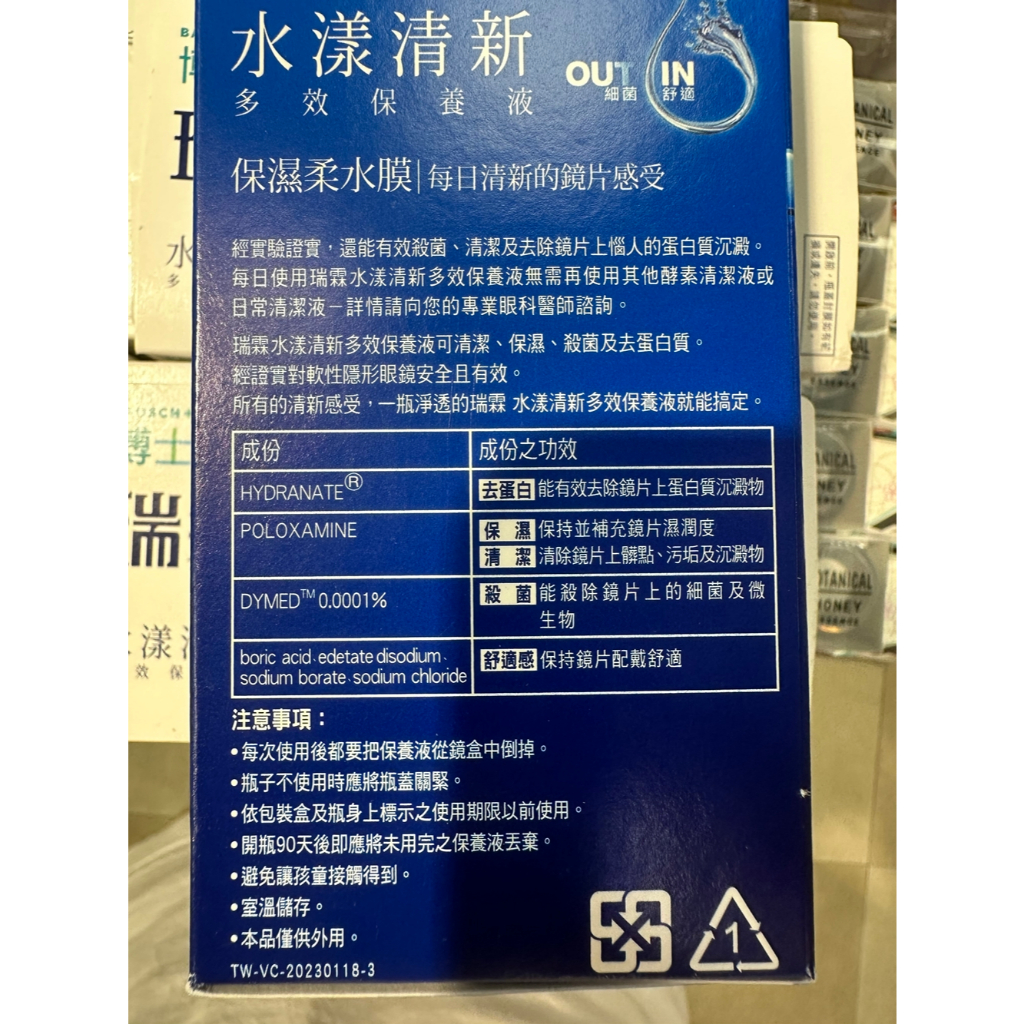 水漾清新
多效保養液
OUT IN
細菌 舒適
保濕柔水膜|每日清新的鏡片感受
經實驗證實,還能有效殺菌、清潔及去除鏡片上惱人的蛋白質沉澱。
每日使用瑞霖水漾清新多效保養液無需再使用其他酵素清潔液或
日常清潔液－詳情請向您的專業眼科醫師諮詢。
瑞霖水漾清新多效保養液可清潔、保濕、殺菌及去蛋白質。
經證實對軟性隱形眼鏡安全且有效。
所有的清新感受,一瓶淨透的瑞霖 水漾清新多效保養液就能搞定。
成份 成份之功效
HYDRANATE® 去蛋白 能有效去除鏡片上蛋白質沉澱物
POLOXAMINE 保濕 保持並補充鏡片濕潤度
清潔 清除鏡片上髒點、污垢及沉澱物
DYMED™ 0.0001% 殺菌 能殺除鏡片上的細菌及微
生物
boric acid、edetate disodium、
sodium borate、sodium chloride 舒適感 保持鏡片配戴舒適
注意事項：
•每次使用後都要把保養液從鏡盒中倒掉。
•瓶子不使用時應將瓶蓋關緊。
•依包裝盒及瓶身上標示之使用期限以前使用。
•開瓶90天後即應將未用完之保養液丟棄。
•避免讓孩童接觸得到。
•室溫儲存。
•本品僅供外用。
TW-VC-20230118-3
1
博士
瑞
水漾
效保
BOTANICAL
HONEY
ESSENCE